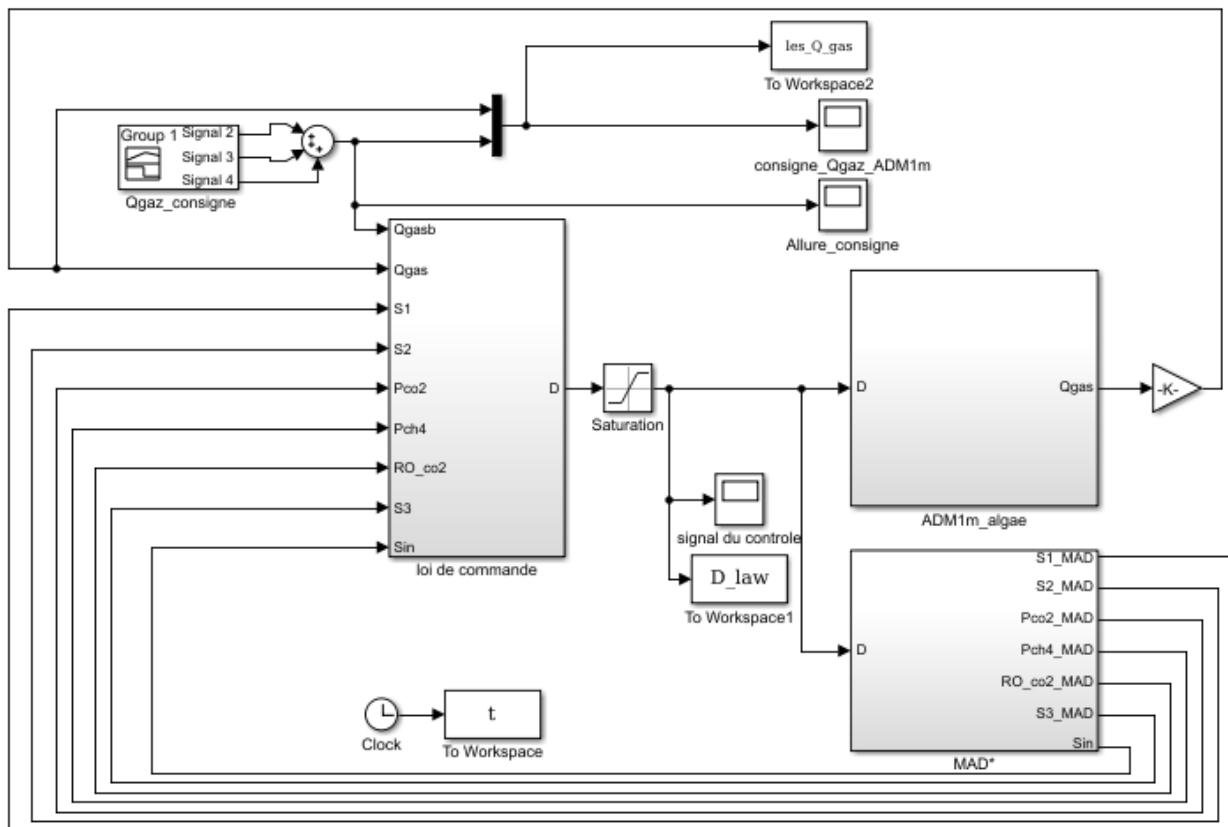 les_Q_gas
To Workspace2
Group 1
Signal 2
Signal 3
Signal 4
Qgaz_consigne
consigne_Qgaz_ADM1m
Allure_consigne
Qgasb
Qgas
S1
S2
Pco2
Pch4
RO_co2
S3
Sin
D
loi de commande
Saturation
signal du controle
D_law
To Workspace1
D
Qgas
ADM1m_algae
-K-
D
S1_MAD
S2_MAD
Pco2_MAD
Pch4_MAD
RO_co2_MAD
S3_MAD
Sin
MAD*
Clock
t
To Workspace